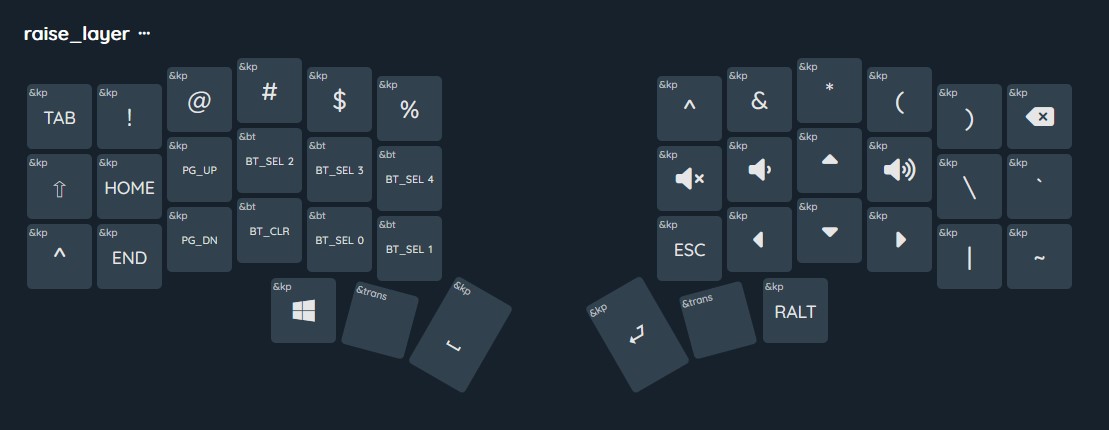 raise_layer ···
&kp TAB &kp ! &kp @ &kp # &kp $ &kp % &kp ^ &kp & &kp * &kp ( &kp ) &kp
&kp ⇧ &kp HOME &kp PG_UP &bt BT_SEL 2 &bt BT_SEL 3 &bt BT_SEL 4 &kp &kp &kp &kp &kp \ &kp `
&kp ^ &kp END &kp PG_DN &bt BT_CLR &bt BT_SEL 0 &bt BT_SEL 1 &kp ESC &kp &kp &kp &kp | &kp ~
&kp &trans &kp ⎵ &kp ⏎ &trans &kp RALT